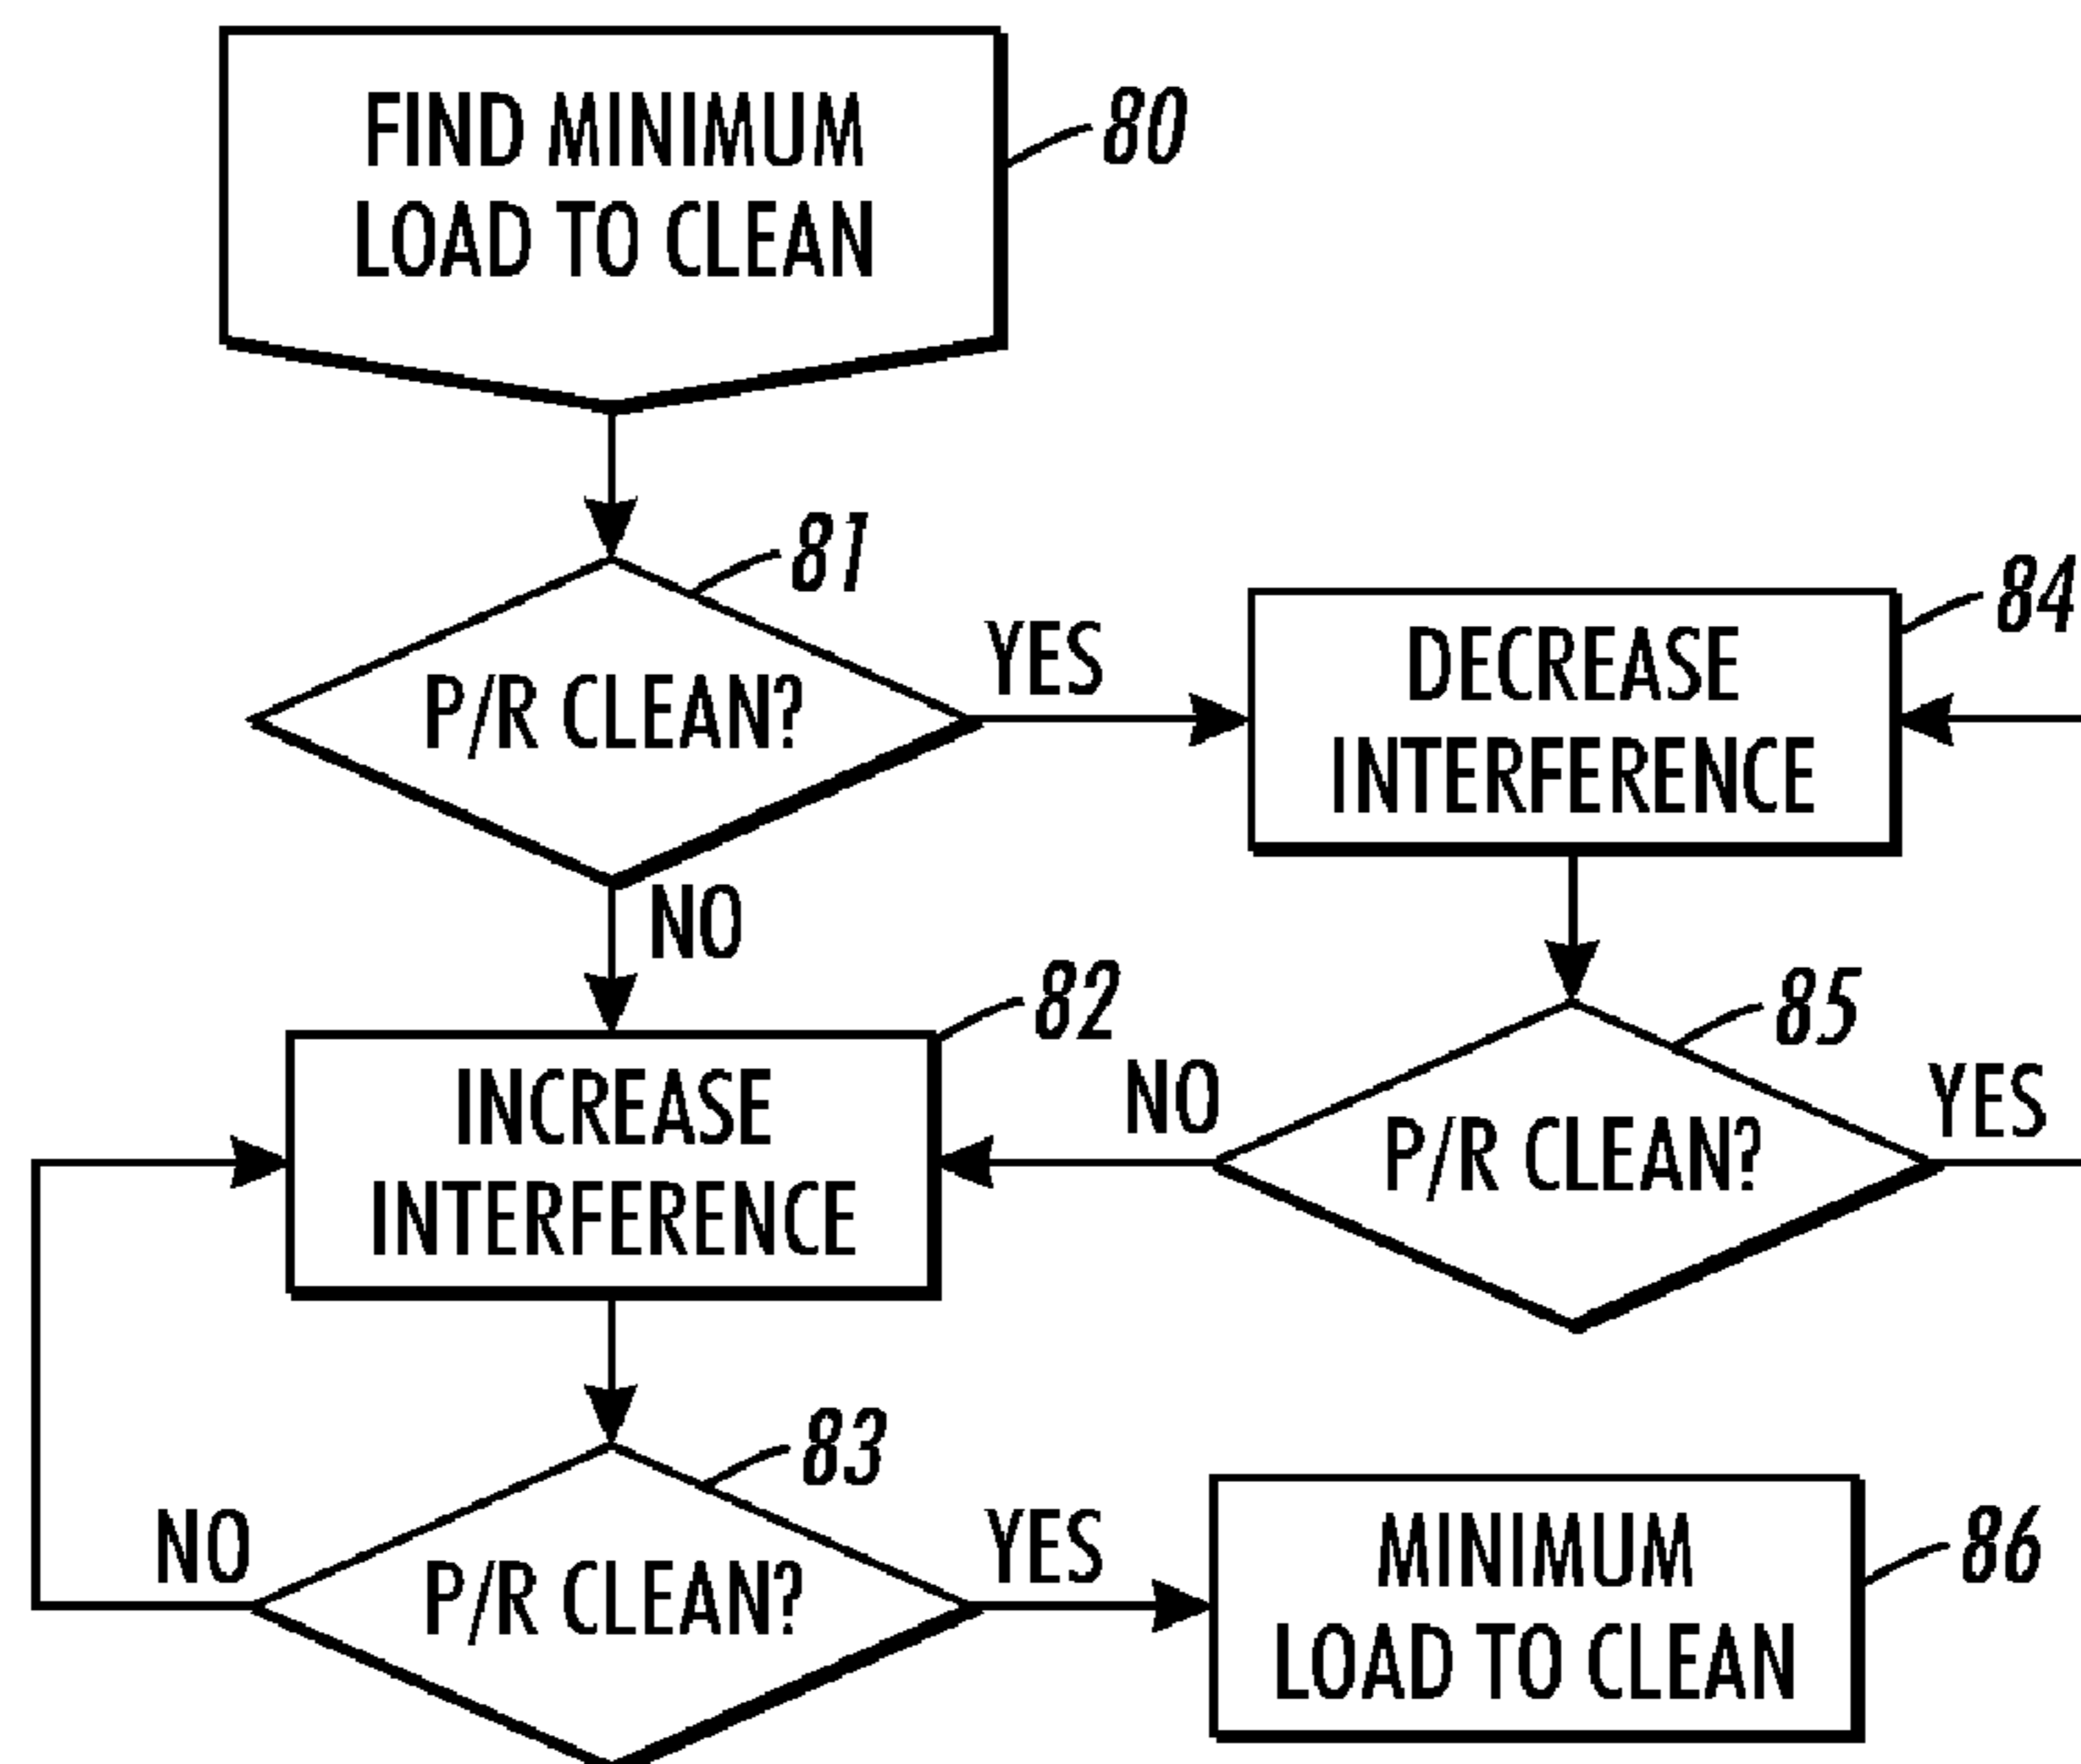 FIND MINIMUM
LOAD TO CLEAN
80
81
P/R CLEAN?
YES
NO
84
DECREASE
INTERFERENCE
82
INCREASE
INTERFERENCE
85
P/R CLEAN?
NO
YES
83
P/R CLEAN?
NO
YES
86
MINIMUM
LOAD TO CLEAN